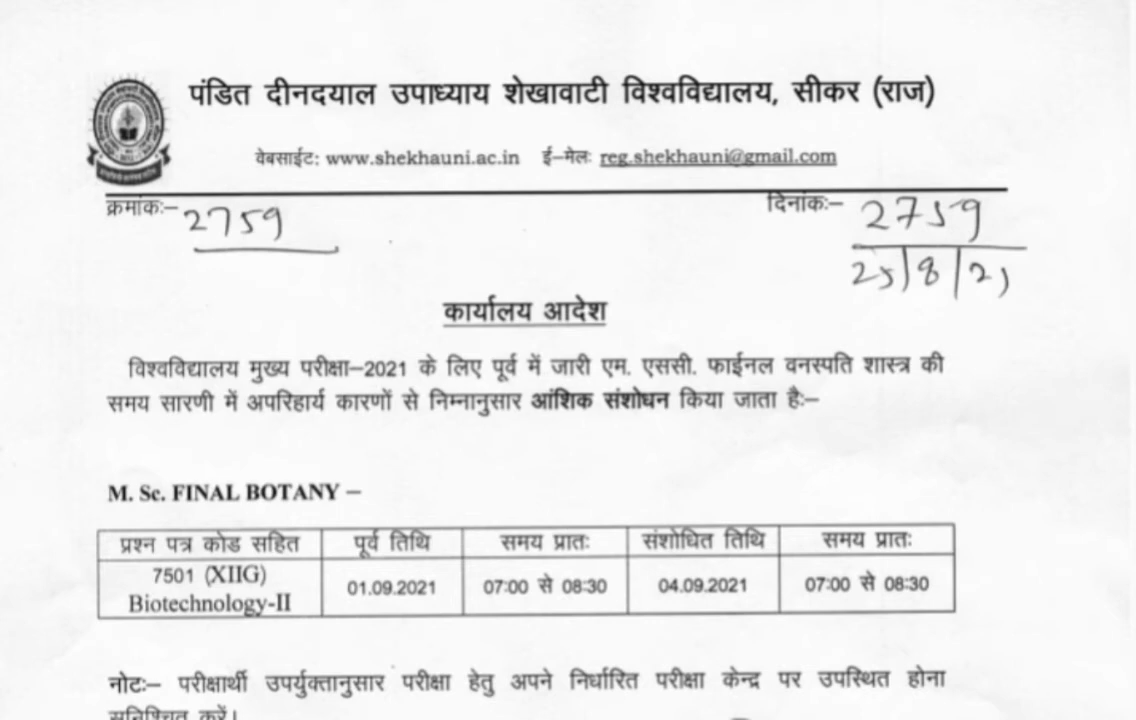 पंडित दीनदयाल उपाध्याय शेखावाटी विश्वविद्यालय, सीकर (राज)
वेबसाईट: www.shekhauni.ac.in ई–मेलः reg.shekhauni@gmail.com
क्रमांकः– 2759 दिनांकः– 2759
25/8/21
कार्यालय आदेश
विश्वविद्यालय मुख्य परीक्षा–2021 के लिए पूर्व में जारी एम. एससी. फाईनल वनस्पति शास्त्र की
समय सारणी में अपरिहार्य कारणों से निम्नानुसार आंशिक संशोधन किया जाता है:–
M. Sc. FINAL BOTANY –
प्रश्न पत्र कोड सहित पूर्व तिथि समय प्रातः संशोधित तिथि समय प्रातः
7501 (XIIG)
Biotechnology-II 01.09.2021 07:00 से 08:30 04.09.2021 07:00 से 08:30
नोटः– परीक्षार्थी उपर्युक्तानुसार परीक्षा हेतु अपने निर्धारित परीक्षा केन्द्र पर उपस्थित होना
सुनिश्चित करें।